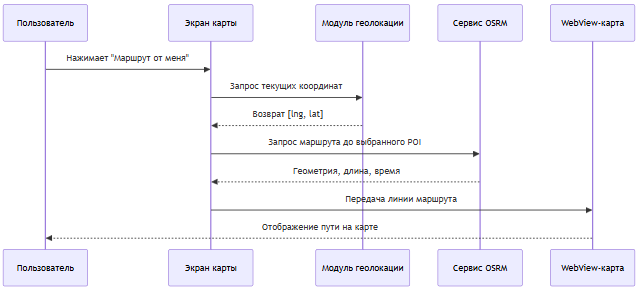 Пользователь
Экран карты
Модуль геолокации
Сервис OSRM
WebView-карта
Нажимает "Маршрут от меня"
Запрос текущих координат
Возврат [lng, lat]
Запрос маршрута до выбранного POI
Геометрия, длина, время
Передача линии маршрута
Отображение пути на карте
Пользователь
Экран карты
Модуль геолокации
Сервис OSRM
WebView-карта